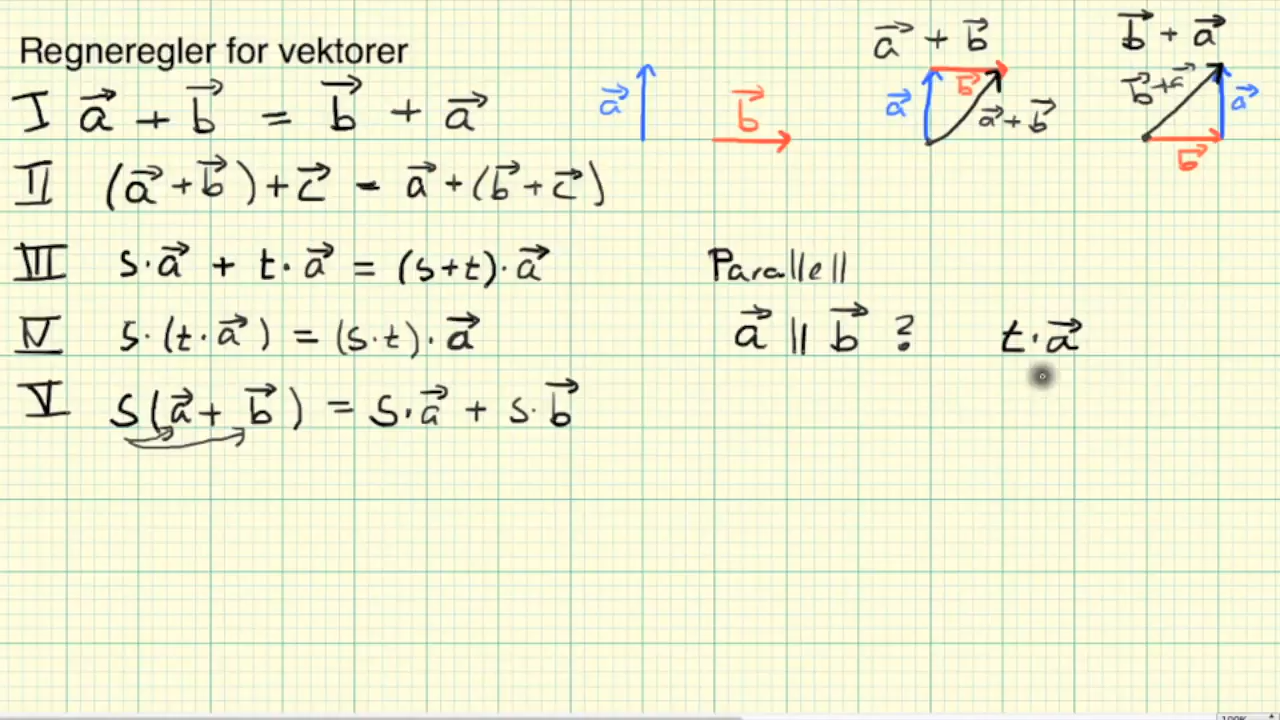 Regneregler for vektorer
I a⃗ + b⃗ = b⃗ + a⃗
II (a⃗ + b⃗) + c⃗ - a⃗ + (b⃗ + c⃗)
III s·a⃗ + t·a⃗ = (s+t)·a⃗
IV s·(t·a⃗) = (s·t)·a⃗
V s(a⃗ + b⃗) = s·a⃗ + s·b⃗
a⃗
b⃗
a⃗ + b⃗
a⃗
b⃗
a⃗ + b⃗
b⃗ + a⃗
b⃗ + a⃗
a⃗
b⃗
Parallell
a⃗ || b⃗ ? t·a⃗